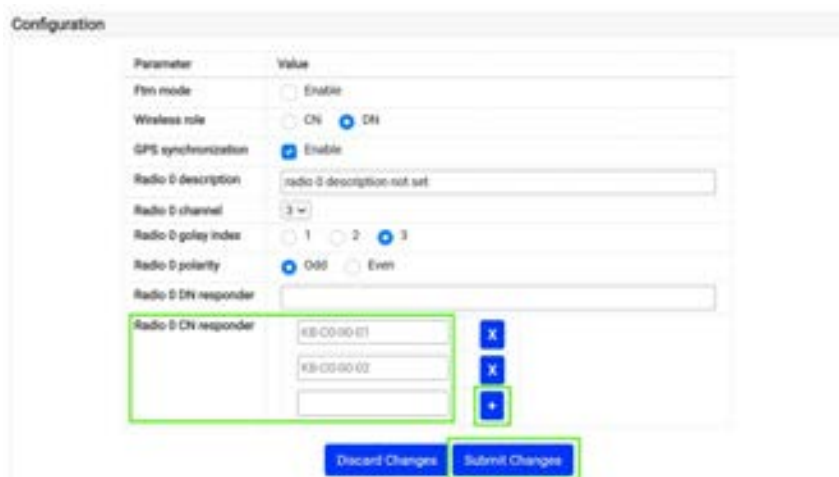 Configuration
Parameter Value
Ftm mode Enable
Wireless role CN DN
GPS synchronization Enable
Radio 0 description radio 0 description not set
Radio 0 channel 3
Radio 0 golay index 1 2 3
Radio 0 polarity Odd Even
Radio 0 DN responder
Radio 0 CN responder
X
X
+
Discard Changes Submit Changes